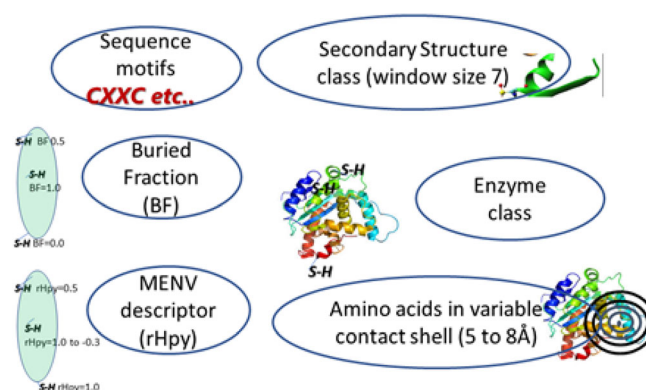 Sequence
motifs
CXXC etc..
Secondary Structure
class (window size 7)
S-H BF 0.5
S-H
BF=1.0
S-H BF=0.0
Buried
Fraction
(BF)
S-H
S-H
S-H
Enzyme
class
S-H rHpy=0.5
S-H
rHpy=1.0 to -0.3
S-H rHpy=1.0
MENV
descriptor
(rHpy)
Amino acids in variable
contact shell (5 to 8Å)